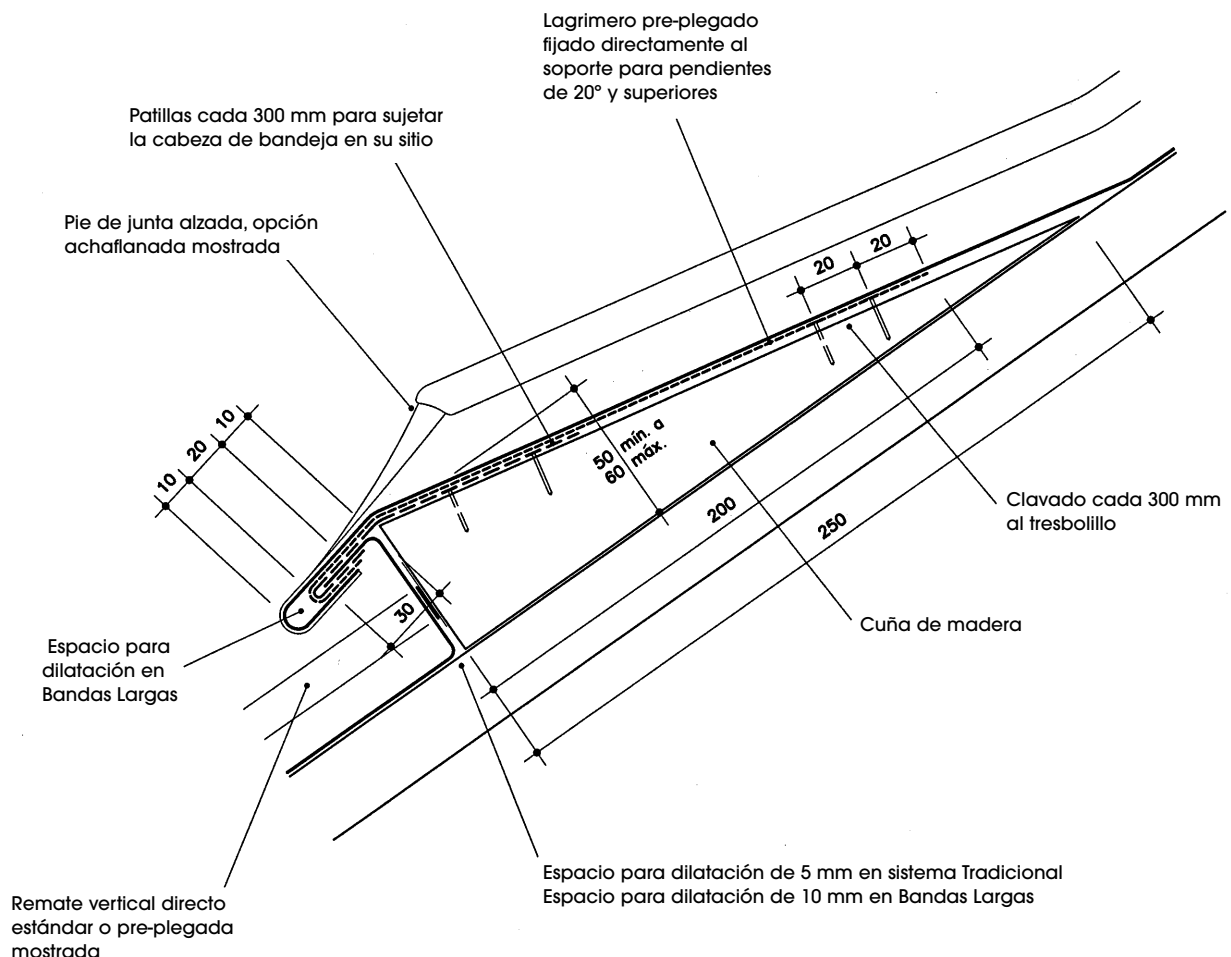 Lagrimero pre-plegado
fijado directamente al
soporte para pendientes
de 20° y superiores
Patillas cada 300 mm para sujetar
la cabeza de bandeja en su sitio
Pie de junta alzada, opción
achaflanada mostrada
20
20
10
20
10
50 mín. a
60 máx.
200
250
Clavado cada 300 mm
al tresbolillo
30
Cuña de madera
Espacio para
dilatación en
Bandas Largas
Espacio para dilatación de 5 mm en sistema Tradicional
Espacio para dilatación de 10 mm en Bandas Largas
Remate vertical directo
estándar o pre-plegada
mostrada